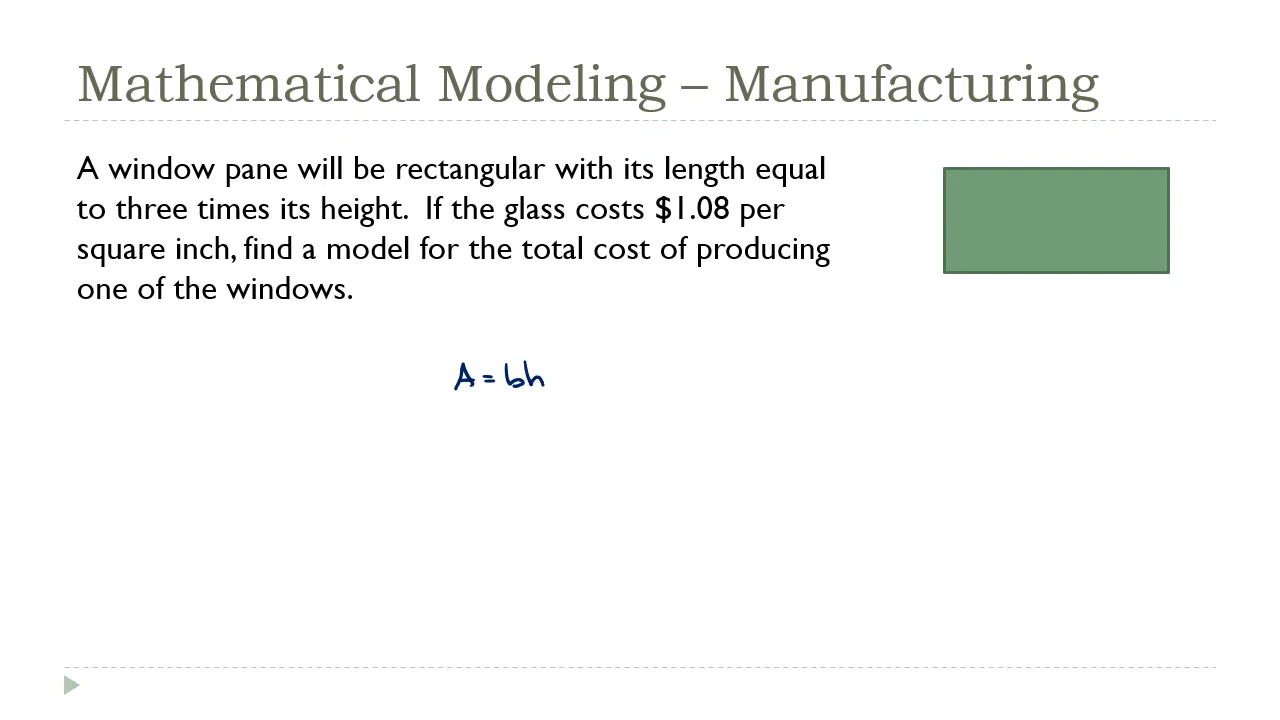 Mathematical Modeling – Manufacturing
A window pane will be rectangular with its length equal
to three times its height. If the glass costs $1.08 per
square inch, find a model for the total cost of producing
one of the windows.
A = bh